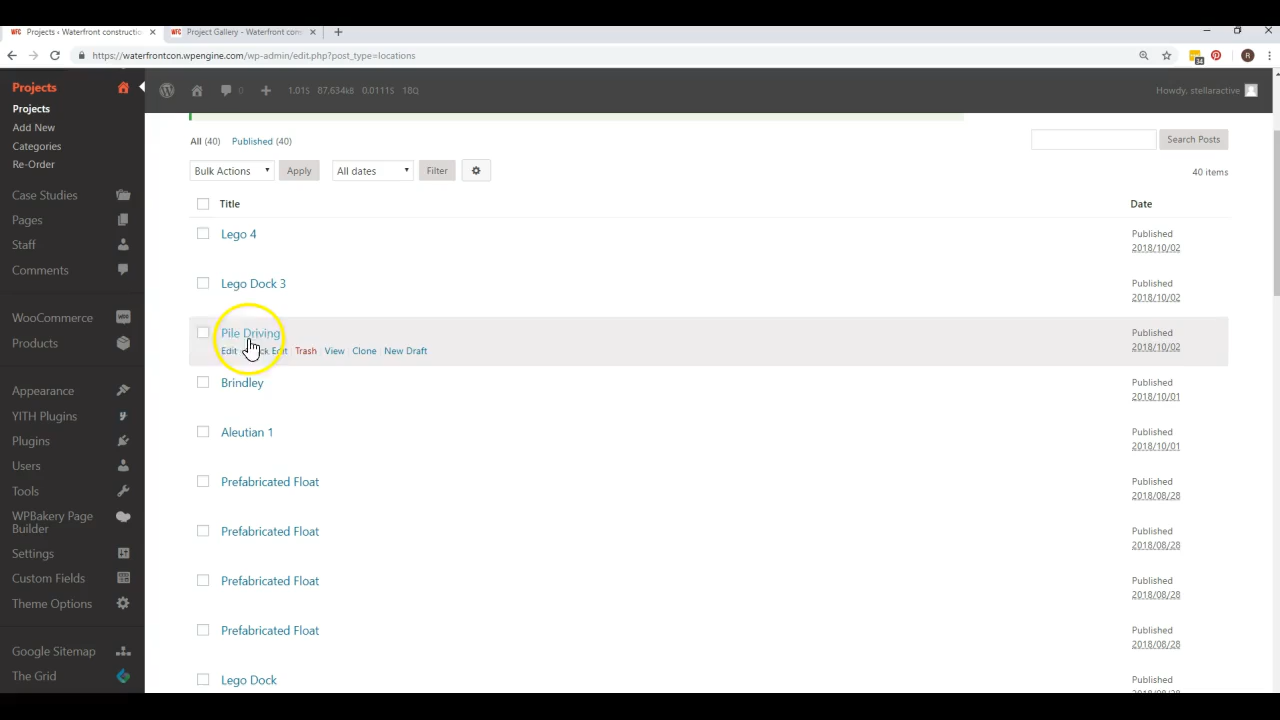 WFC Projects ‹ Waterfront constructi × WFC Project Gallery - Waterfront con × +
https://waterfrontcon.wpengine.com/wp-admin/edit.php?post_type=locations 34 R
Projects
Projects
Add New
Categories
Re-Order
Case Studies
Pages
Staff
Comments
WooCommerce
Products
Appearance
YITH Plugins
Plugins
Users
Tools
WPBakery Page
Builder
Settings
Custom Fields
Theme Options
Google Sitemap
The Grid
0 + 1.01S 87,634kB 0.0111S 18Q Howdy, stellaractive
All (40) Published (40) Search Posts
Bulk Actions Apply All dates Filter 40 items
Title Date
Lego 4 Published
2018/10/02
Lego Dock 3 Published
2018/10/02
Pile Driving Published
Edit Edit Trash View Clone New Draft 2018/10/02
Brindley Published
2018/10/01
Aleutian 1 Published
2018/10/01
Prefabricated Float Published
2018/08/28
Prefabricated Float Published
2018/08/28
Prefabricated Float Published
2018/08/28
Prefabricated Float Published
2018/08/28
Lego Dock Published